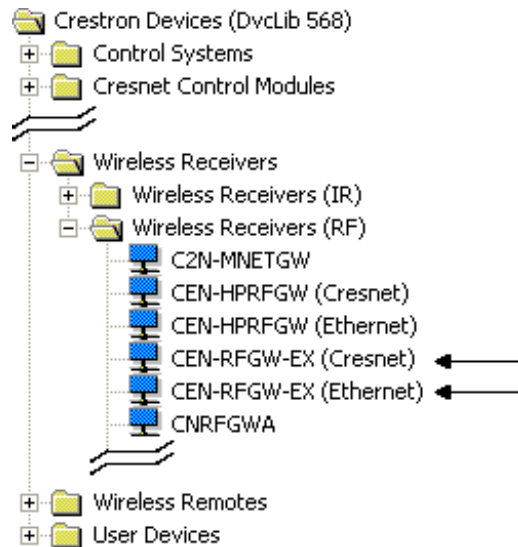 Crestron Devices (DvcLib 568)
Control Systems
Cresnet Control Modules
Wireless Receivers
Wireless Receivers (IR)
Wireless Receivers (RF)
C2N-MNETGW
CEN-HPRFGW (Cresnet)
CEN-HPRFGW (Ethernet)
CEN-RFGW-EX (Cresnet)
CEN-RFGW-EX (Ethernet)
CNRFGWA
Wireless Remotes
User Devices